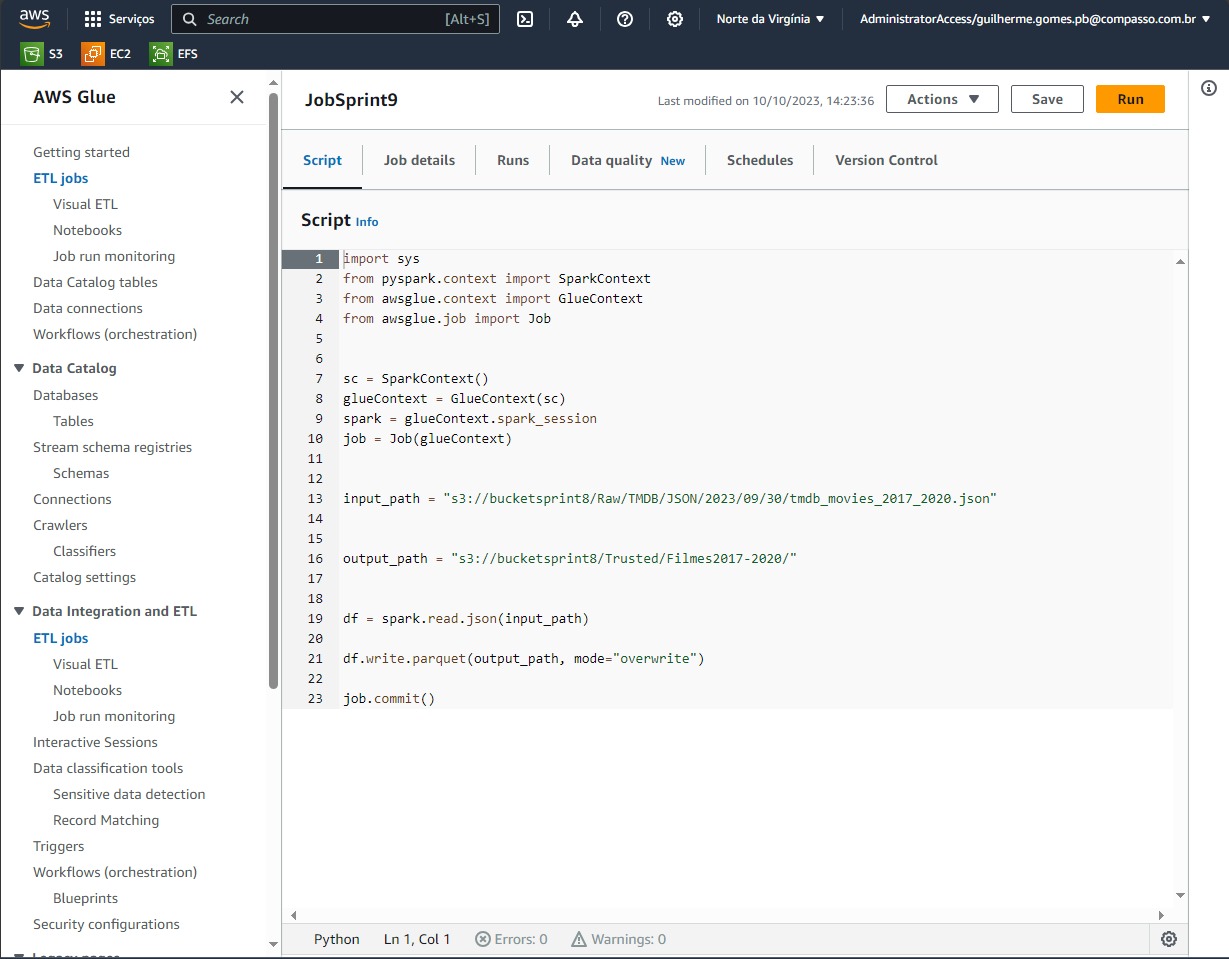 aws Serviços Search [Alt+S] Norte da Virgínia AdministratorAccess/guilherme.gomes.pb@compasso.com.br
S3 EC2 EFS
AWS Glue
Getting started
ETL jobs
Visual ETL
Notebooks
Job run monitoring
Data Catalog tables
Data connections
Workflows (orchestration)
Data Catalog
Databases
Tables
Stream schema registries
Schemas
Connections
Crawlers
Classifiers
Catalog settings
Data Integration and ETL
ETL jobs
Visual ETL
Notebooks
Job run monitoring
Interactive Sessions
Data classification tools
Sensitive data detection
Record Matching
Triggers
Workflows (orchestration)
Blueprints
Security configurations
Legacy pages
JobSprint9 Last modified on 10/10/2023, 14:23:36 Actions Save Run
Script Job details Runs Data quality New Schedules Version Control
Script Info
1 import sys
2 from pyspark.context import SparkContext
3 from awsglue.context import GlueContext
4 from awsglue.job import Job
5
6
7 sc = SparkContext()
8 glueContext = GlueContext(sc)
9 spark = glueContext.spark_session
10 job = Job(glueContext)
11
12
13 input_path = "s3://bucketsprint8/Raw/TMDB/JSON/2023/09/30/tmdb_movies_2017_2020.json"
14
15
16 output_path = "s3://bucketsprint8/Trusted/Filmes2017-2020/"
17
18
19 df = spark.read.json(input_path)
20
21 df.write.parquet(output_path, mode="overwrite")
22
23 job.commit()
Python Ln 1, Col 1 Errors: 0 Warnings: 0